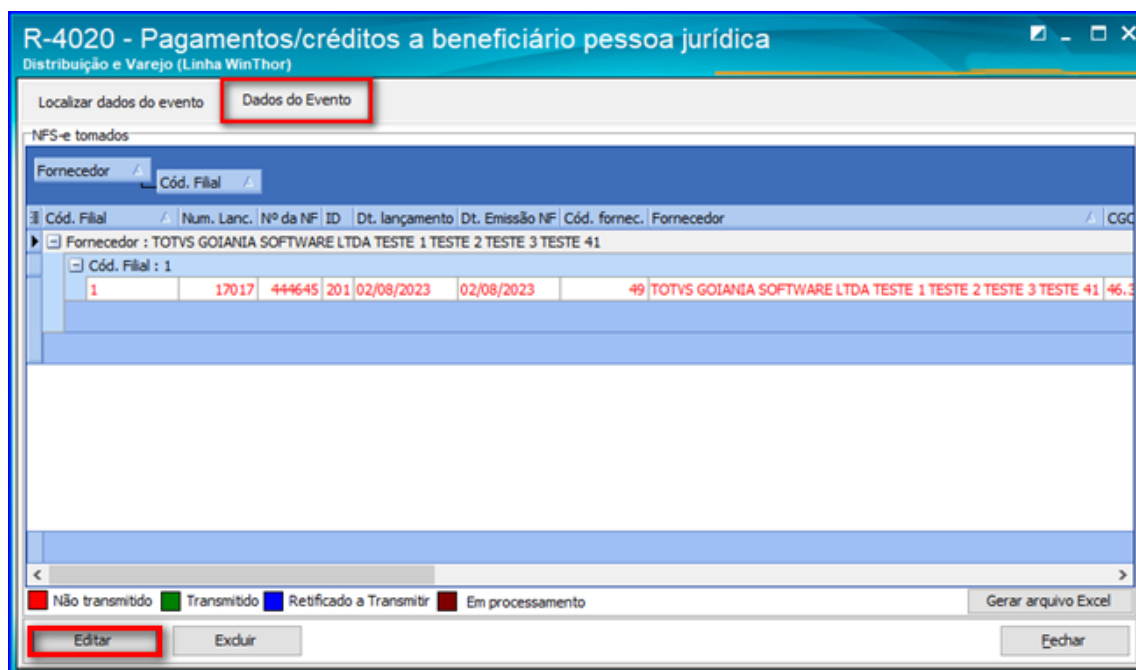 R-4020 - Pagamentos/créditos a beneficiário pessoa jurídica
Distribuição e Varejo (Linha WinThor)
Localizar dados do evento Dados do Evento
NFS-e tomados
Fornecedor
Cód. Filial
Cód. Filial Num. Lanc. Nº da NF ID Dt. lançamento Dt. Emissão NF Cód. fornec. Fornecedor CGC
Fornecedor : TOTVS GOIANIA SOFTWARE LTDA TESTE 1 TESTE 2 TESTE 3 TESTE 41
Cód. Filial : 1
1 17017 444645 201 02/08/2023 02/08/2023 49 TOTVS GOIANIA SOFTWARE LTDA TESTE 1 TESTE 2 TESTE 3 TESTE 41 46.3
Não transmitido Transmitido Retificado a Transmitir Em processamento Gerar arquivo Excel
Editar Excluir Fechar